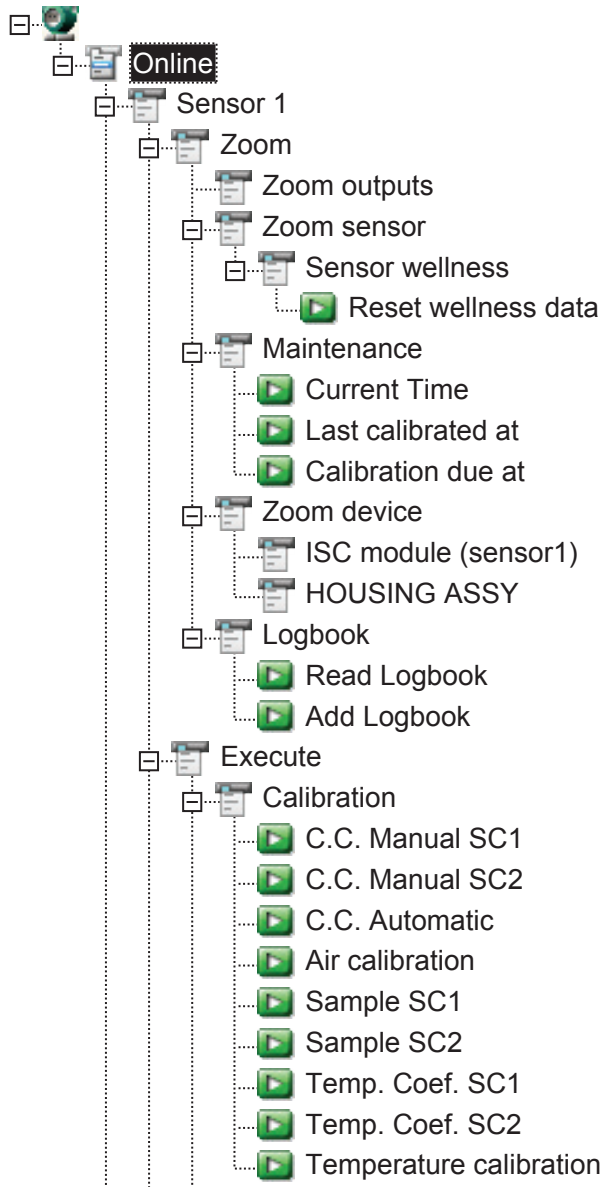 Online
Sensor 1
Zoom
Zoom outputs
Zoom sensor
Sensor wellness
Reset wellness data
Maintenance
Current Time
Last calibrated at
Calibration due at
Zoom device
ISC module (sensor1)
HOUSING ASSY
Logbook
Read Logbook
Add Logbook
Execute
Calibration
C.C. Manual SC1
C.C. Manual SC2
C.C. Automatic
Air calibration
Sample SC1
Sample SC2
Temp. Coef. SC1
Temp. Coef. SC2
Temperature calibration